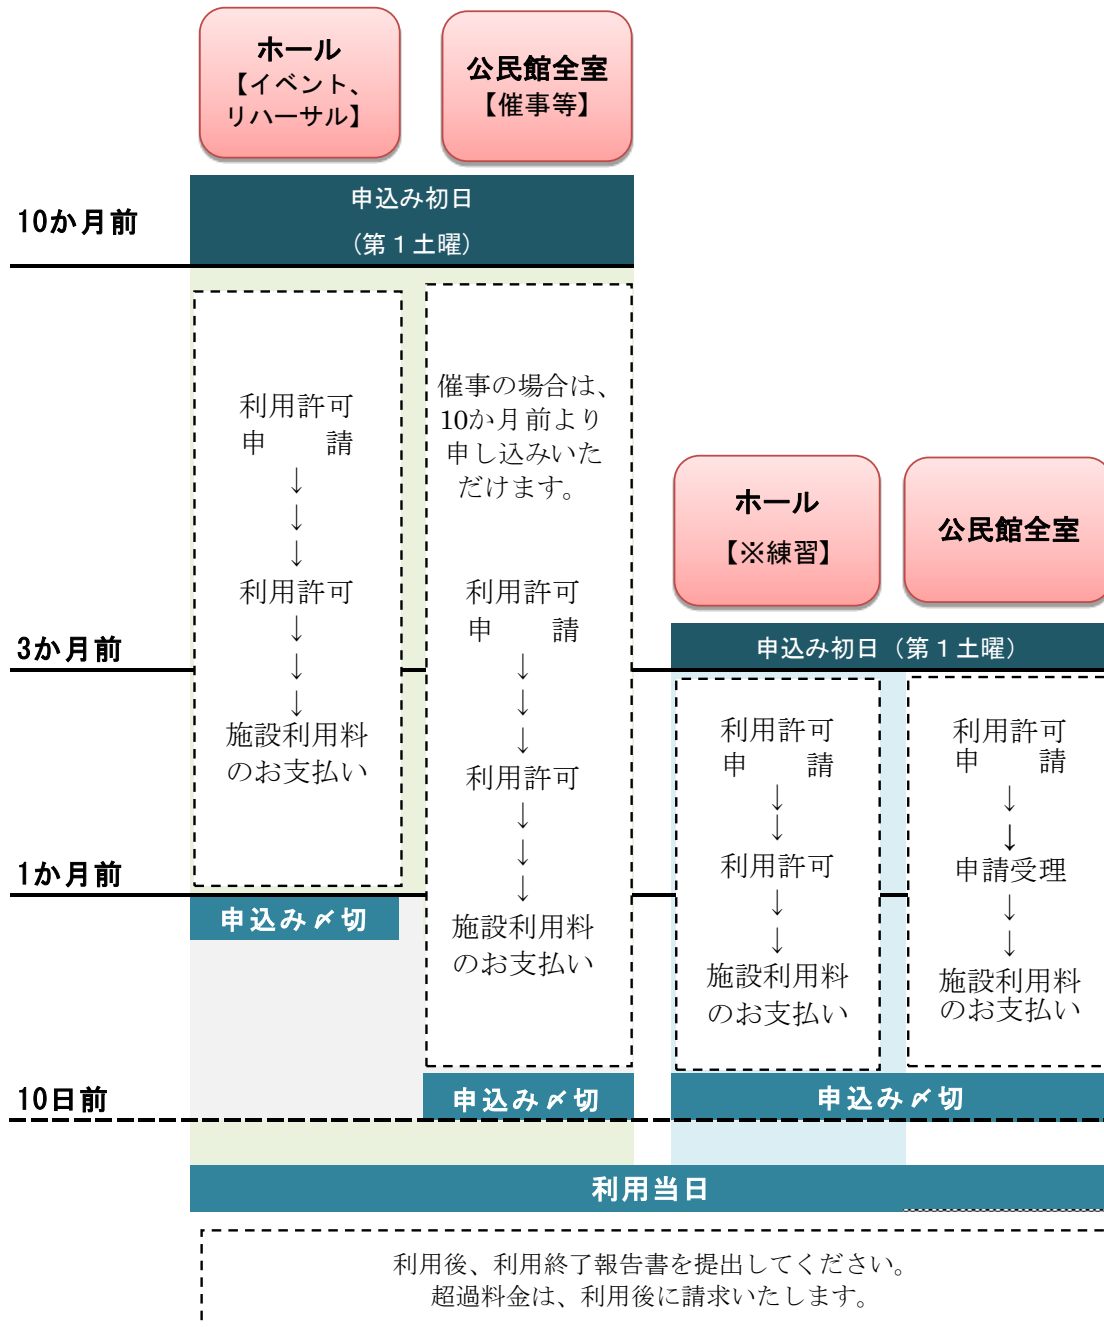 ホール
【イベント、
リハーサル】
公民館全室
【催事等】
10か月前
申込み初日
(第１土曜)
利用許可
申　　請
↓
↓
↓
利用許可
↓
↓
↓
施設利用料
のお支払い
催事の場合は、
10か月前より
申し込みいた
だけます。
利用許可
申　　請
↓
↓
↓
利用許可
↓
↓
↓
施設利用料
のお支払い
ホール
【※練習】
公民館全室
3か月前
申込み初日（第１土曜）
利用許可
申　　請
↓
↓
利用許可
↓
↓
施設利用料
のお支払い
利用許可
申　　請
↓
↓
申請受理
↓
↓
施設利用料
のお支払い
1か月前
申込み〆切
10日前
申込み〆切
申込み〆切
利用当日
利用後、利用終了報告書を提出してください。
超過料金は、利用後に請求いたします。